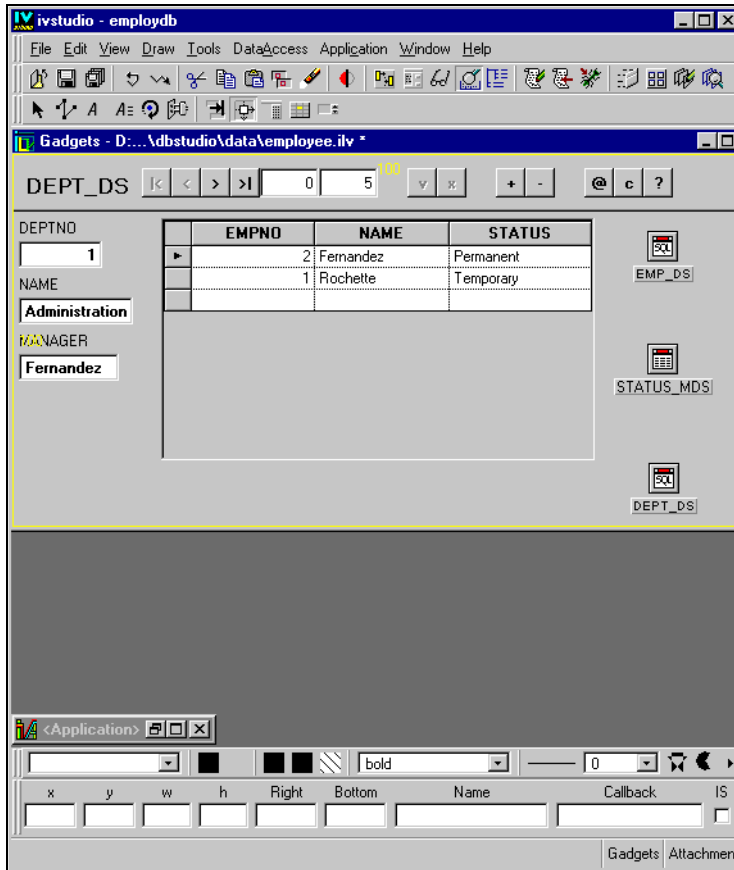 ivstudio - employdb
File Edit View Draw Tools DataAccess Application Window Help
Gadgets - D:...\dbstudio\data\employee.ilv *
DEPT_DS 0 5 100 v x + - @ c ?
DEPTNO
1
NAME
Administration
MANAGER
Fernandez
EMPNO NAME STATUS
2 Fernandez Permanent
1 Rochette Temporary
SQL
EMP_DS
STATUS_MDS
SQL
DEPT_DS
<Application>
bold 0
x y w h Right Bottom Name Callback IS
Gadgets Attachmen